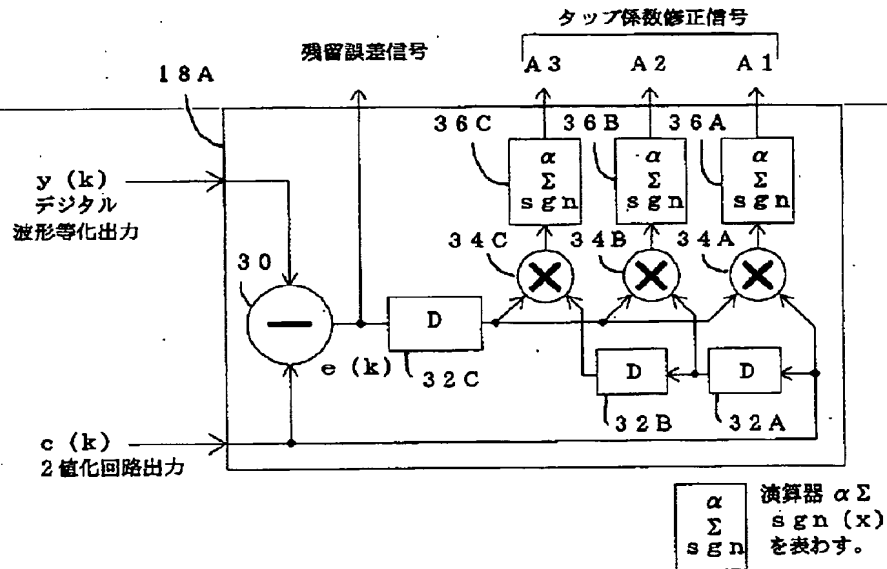 タップ係数修正信号
残留誤差信号
A3 A2 A1
18A
36C 36B 36A
α
Σ
sgn
α
Σ
sgn
α
Σ
sgn
y(k)
デジタル
波形等化出力
34C 34B 34A
30
D
e(k)
32C
D
D
32B 32A
c(k)
2値化回路出力
α
Σ
sgn
演算器αΣ
sgn(x)
を表わす。